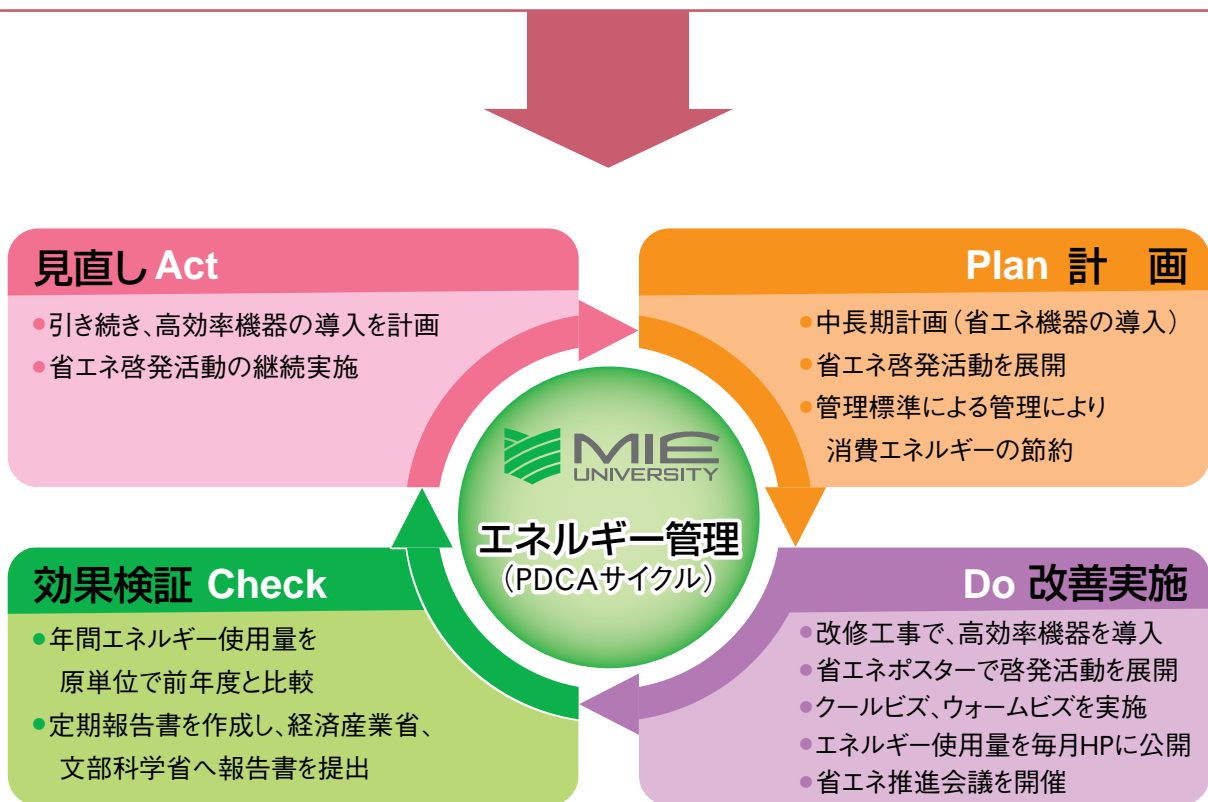 見直し Act
●引き続き、高効率機器の導入を計画
●省エネ啓発活動の継続実施
Plan 計 画
●中長期計画(省エネ機器の導入)
●省エネ啓発活動を展開
●管理標準による管理により
消費エネルギーの節約
MIE
UNIVERSITY
エネルギー管理
(PDCAサイクル)
効果検証 Check
●年間エネルギー使用量を
原単位で前年度と比較
●定期報告書を作成し、経済産業省、
文部科学省へ報告書を提出
Do 改善実施
●改修工事で、高効率機器を導入
●省エネポスターで啓発活動を展開
●クールビズ、ウォームビズを実施
●エネルギー使用量を毎月HPに公開
●省エネ推進会議を開催